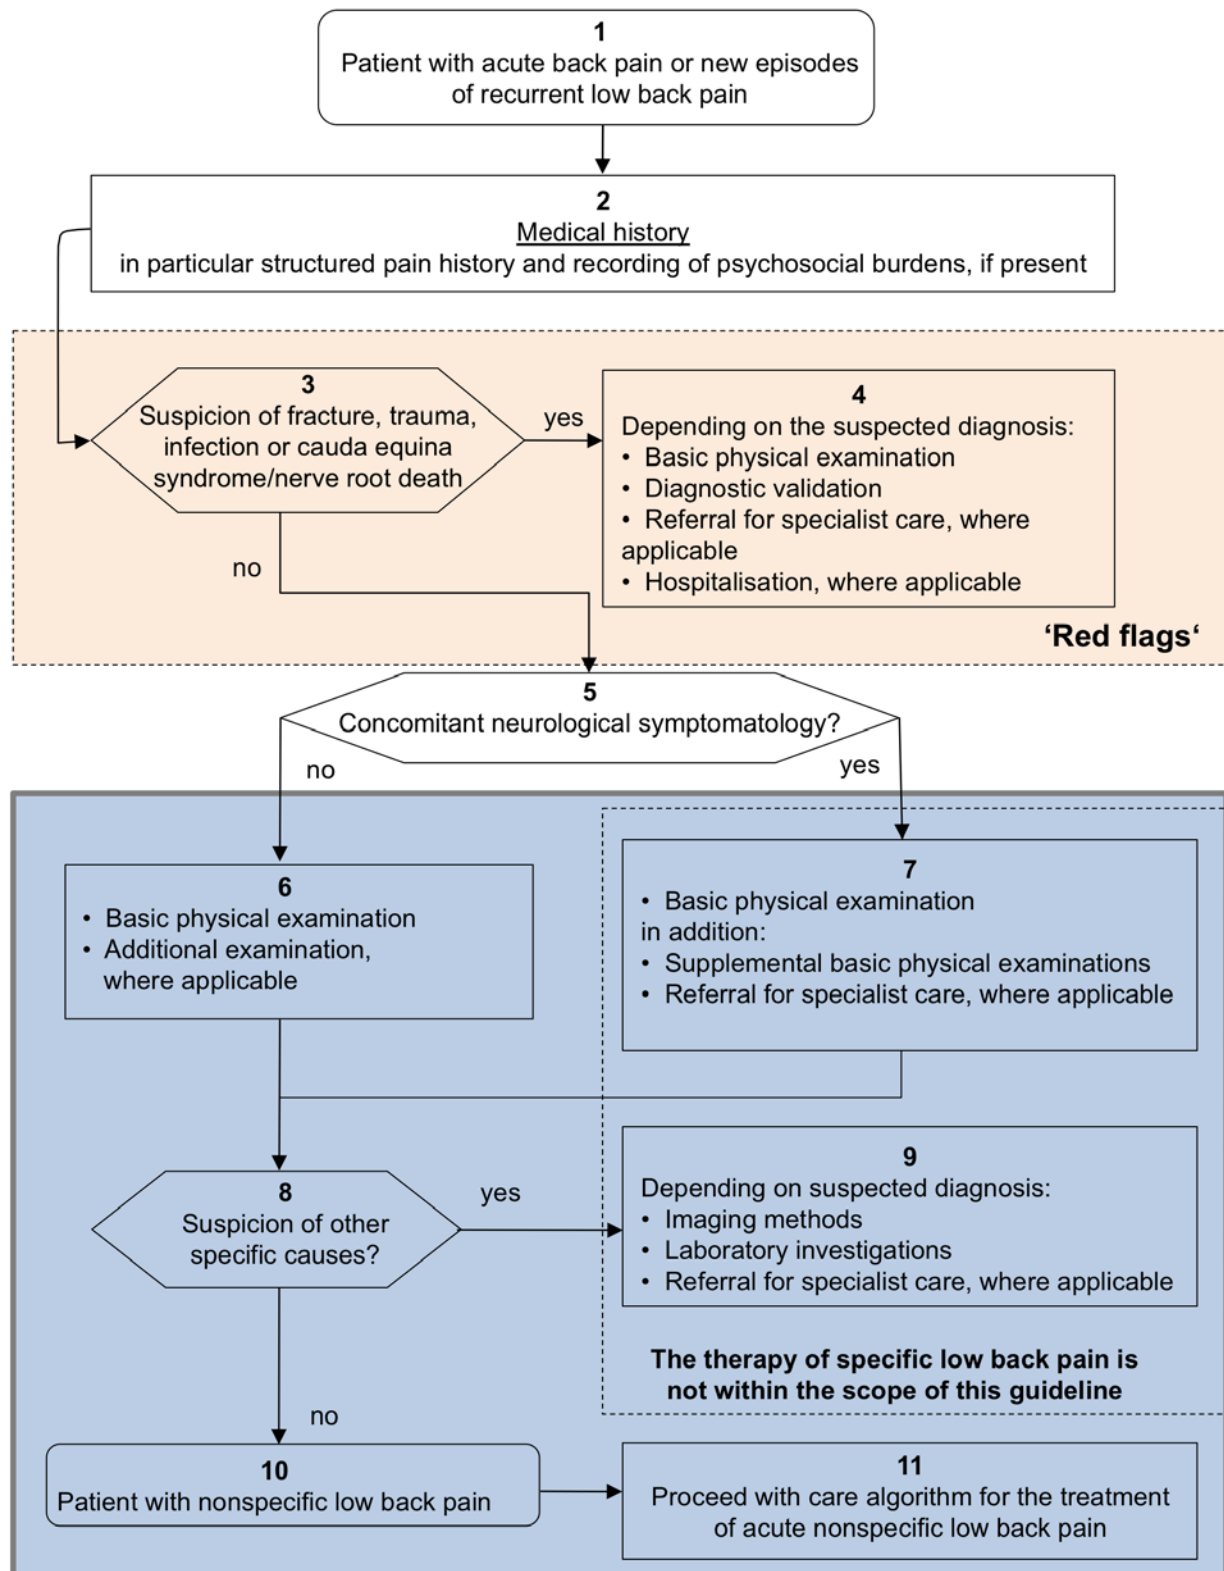 1
Patient with acute back pain or new episodes
of recurrent low back pain
2
Medical history
in particular structured pain history and recording of psychosocial burdens, if present
3
Suspicion of fracture, trauma,
infection or cauda equina
syndrome/nerve root death
yes
no
4
Depending on the suspected diagnosis:
• Basic physical examination
• Diagnostic validation
• Referral for specialist care, where
applicable
• Hospitalisation, where applicable
‘Red flags‘
5
Concomitant neurological symptomatology?
no
yes
6
• Basic physical examination
• Additional examination,
where applicable
7
• Basic physical examination
in addition:
• Supplemental basic physical examinations
• Referral for specialist care, where applicable
8
Suspicion of other
specific causes?
yes
no
9
Depending on suspected diagnosis:
• Imaging methods
• Laboratory investigations
• Referral for specialist care, where applicable
The therapy of specific low back pain is
not within the scope of this guideline
10
Patient with nonspecific low back pain
11
Proceed with care algorithm for the treatment
of acute nonspecific low back pain